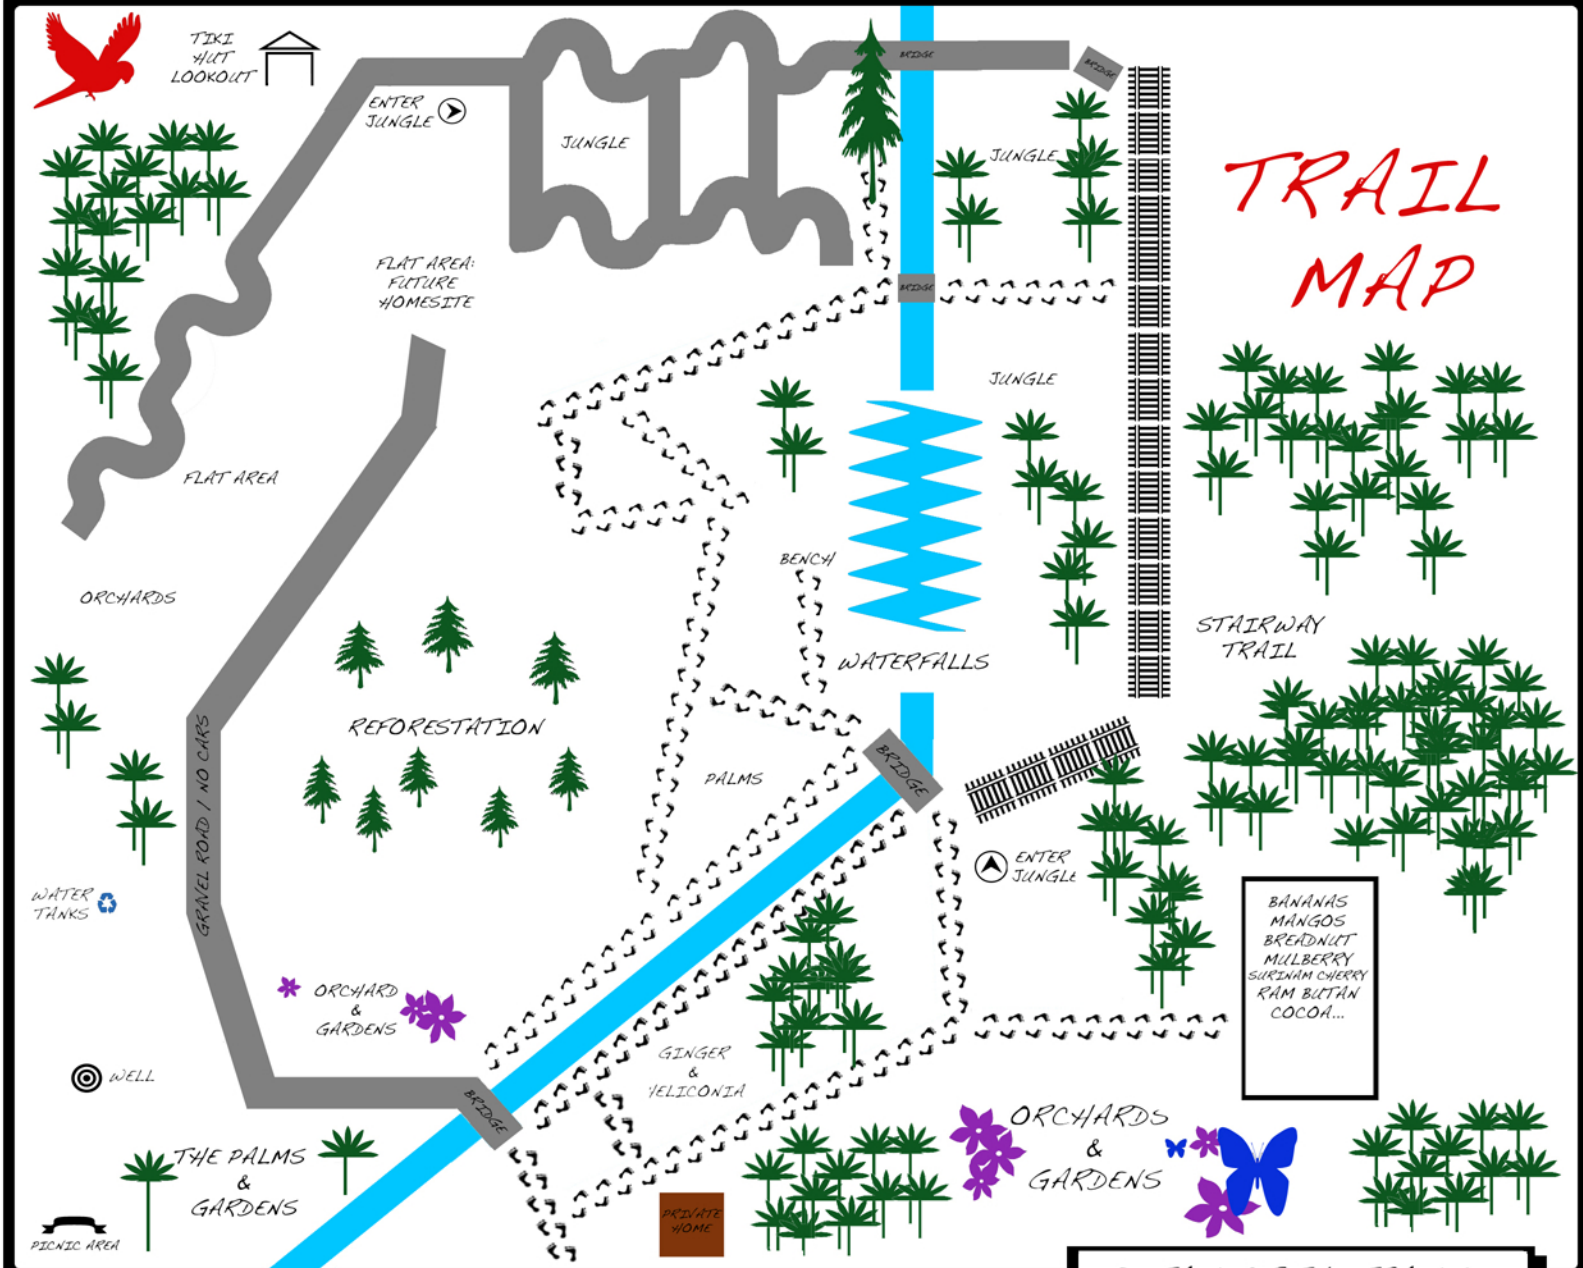 TIKI
HUT
LOOKOUT
ENTER
JUNGLE
JUNGLE
BRIDGE
BRIDGE
JUNGLE
TRAIL
MAP
FLAT AREA:
FUTURE
HOMESITE
BRIDGE
JUNGLE
FLAT AREA
BENCH
ORCHARDS
STAIRWAY
TRAIL
WATERFALLS
REFORESTATION
GRAVEL ROAD / NO CARS
PALMS
BRIDGE
ENTER
JUNGLE
WATER
TANKS
BANANAS
MANGOS
BREADNUT
MULBERRY
SURINAM CHERRY
RAM BUTAN
COCOA...
ORCHARD
&
GARDENS
GINGER
&
HELICONIA
WELL
BRIDGE
ORCHARDS
&
GARDENS
THE PALMS
&
GARDENS
PRIVATE
HOME
PICNIC AREA